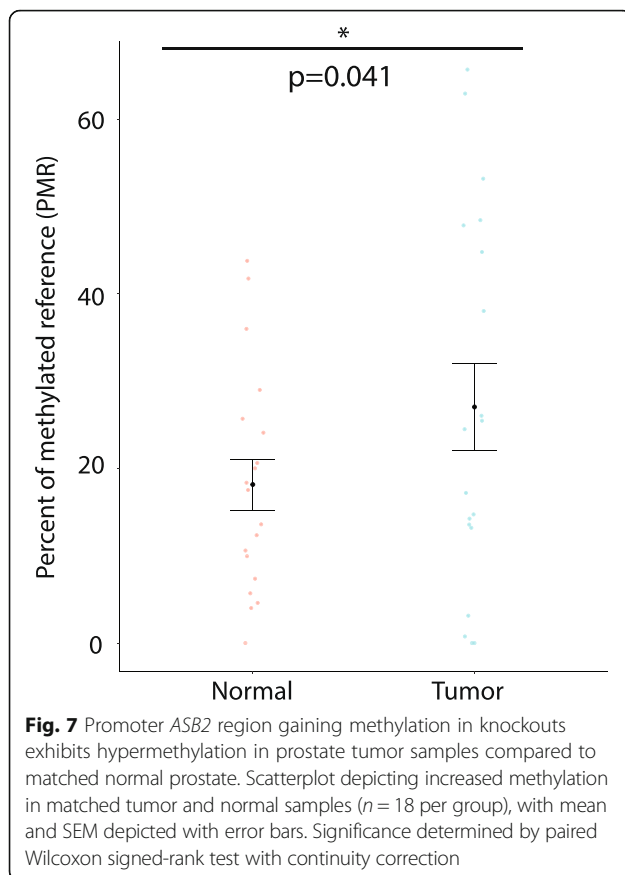 *
p=0.041
Percent of methylated reference (PMR)
60
40
20
0
Normal Tumor
Fig. 7 Promoter ASB2 region gaining methylation in knockouts
exhibits hypermethylation in prostate tumor samples compared to
matched normal prostate. Scatterplot depicting increased methylation
in matched tumor and normal samples (n = 18 per group), with mean
and SEM depicted with error bars. Significance determined by paired
Wilcoxon signed-rank test with continuity correction